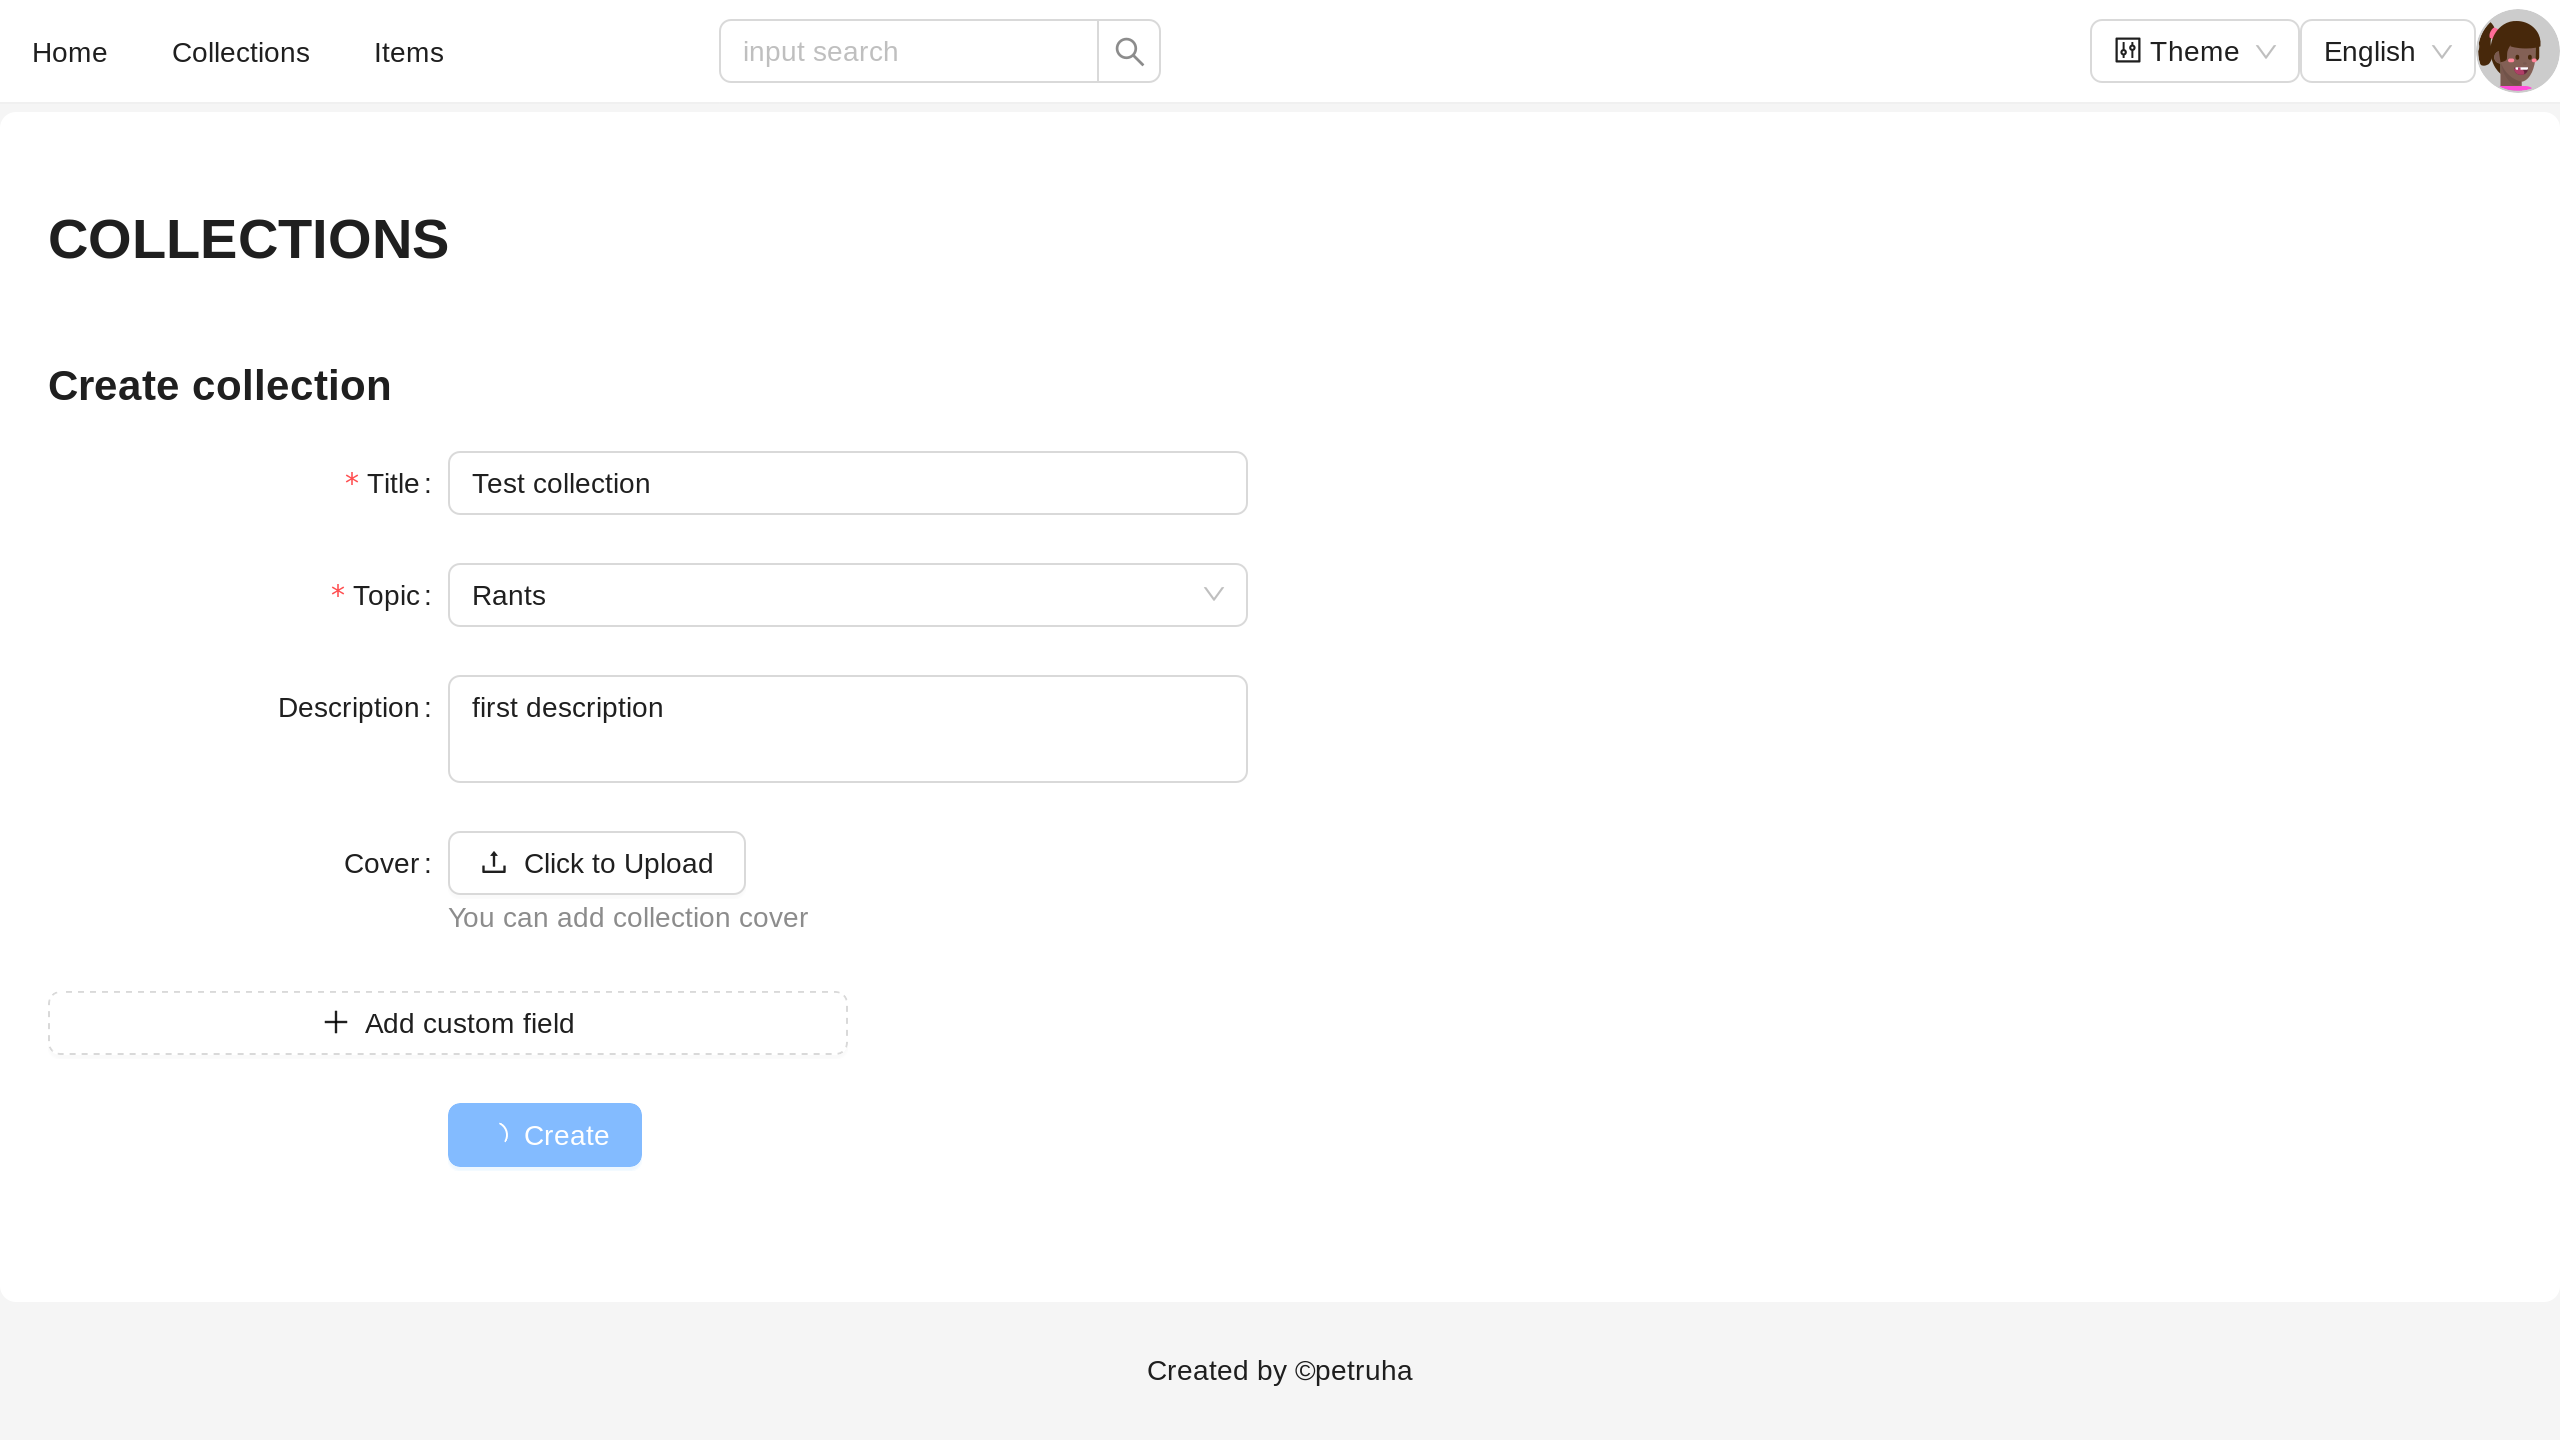 Home Collections Items input search Theme English
COLLECTIONS
Create collection
* Title : Test collection
* Topic : Rants
Description : first description
Cover : Click to Upload
You can add collection cover
Add custom field
Create
Created by ©petruha